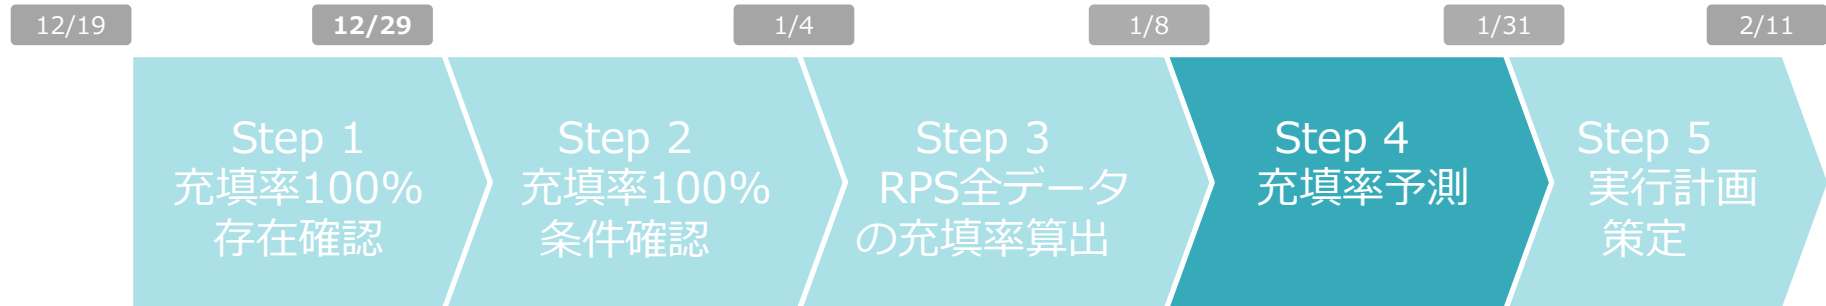 12/19
12/29
1/4
1/8
1/31
2/11
Step 1
充填率100%
存在確認
Step 2
充填率100%
条件確認
Step 3
RPS全データ
の充填率算出
Step 4
充填率予測
Step 5
実行計画
策定